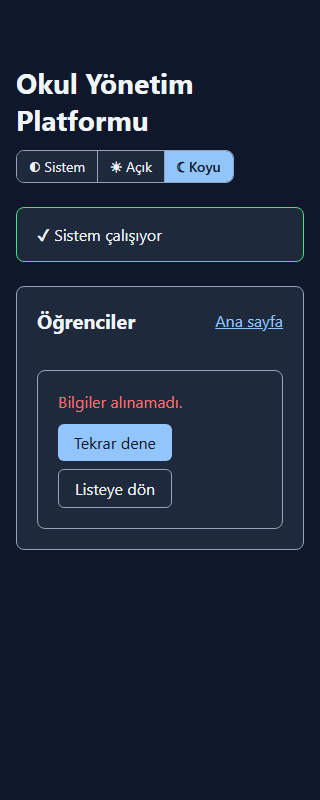 Okul Yönetim
Platformu
◐ Sistem
☀ Açık
☾ Koyu
✓ Sistem çalışıyor
Öğrenciler
Ana sayfa
Bilgiler alınamadı.
Tekrar dene
Listeye dön